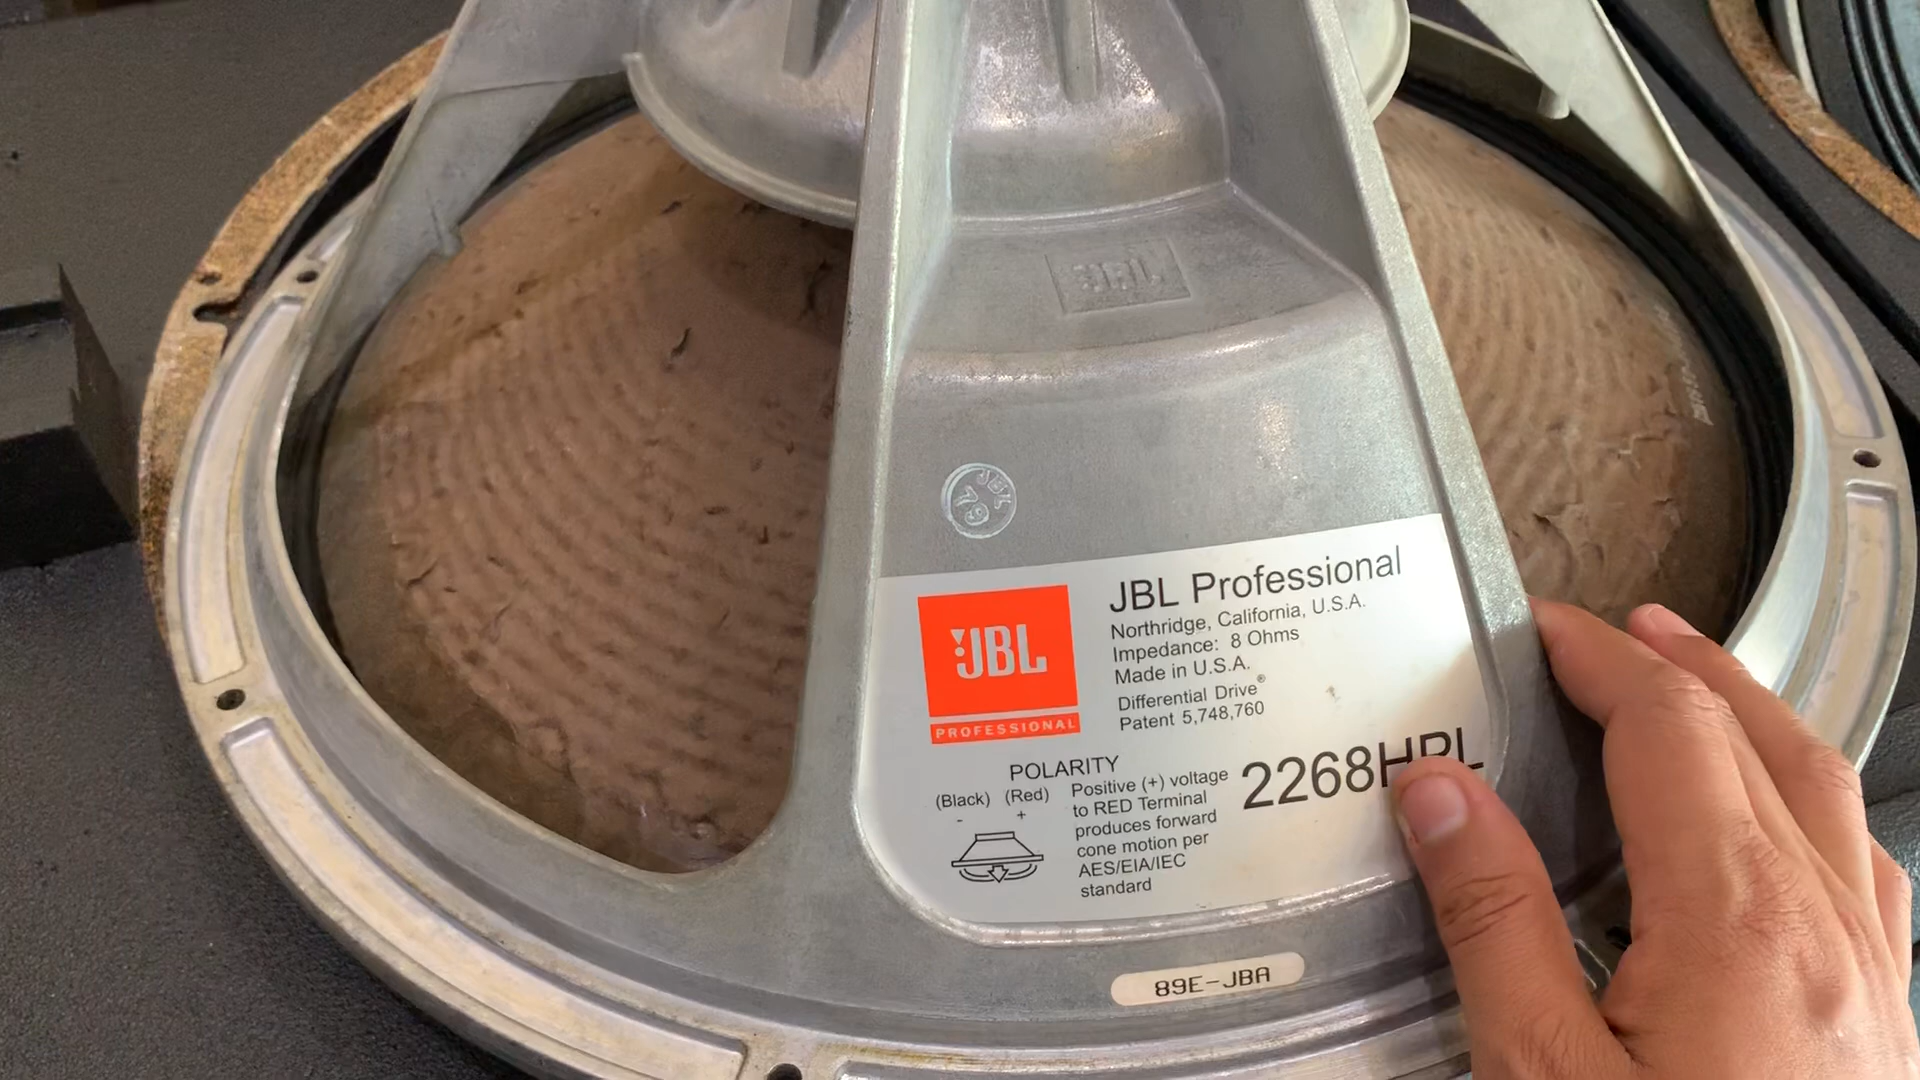 JBL
JBL
79
JBL
PROFESSIONAL
JBL Professional
Northridge, California, U.S.A.
Impedance: 8 Ohms
Made in U.S.A.
Differential Drive®
Patent 5,748,760
POLARITY
(Black) (Red)
- +
Positive (+) voltage
to RED Terminal
produces forward
cone motion per
AES/EIA/IEC
standard
2268HPL
89E-JBA